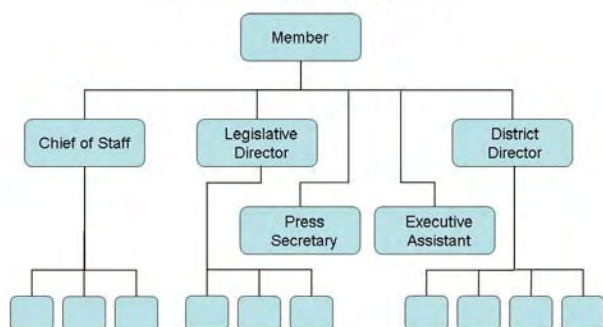 Member
Chief of Staff
Legislative
Director
District
Director
Press
Secretary
Executive
Assistant